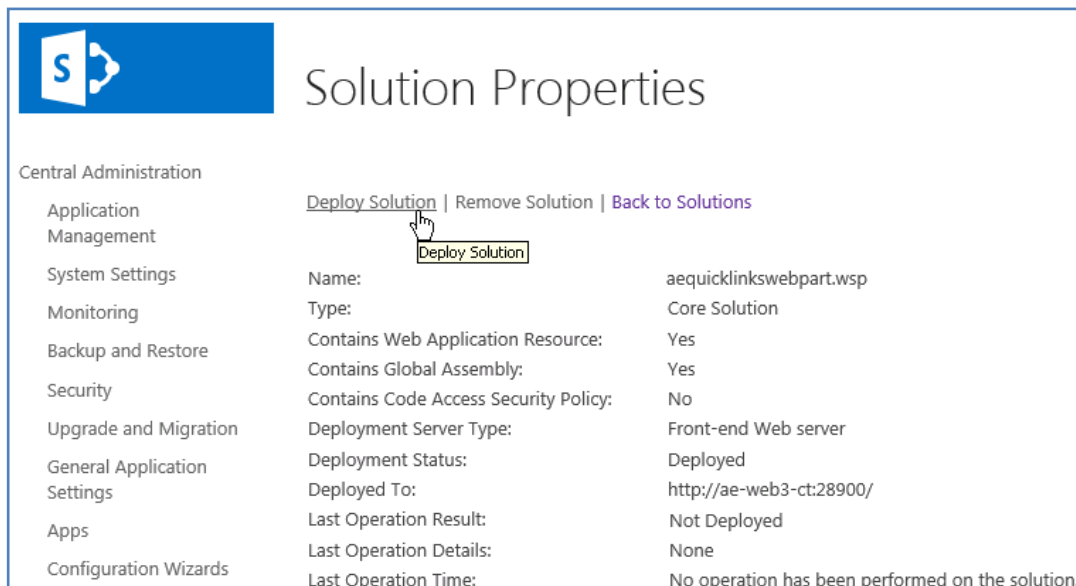 S
Solution Properties
Central Administration
Application
Management
System Settings
Monitoring
Backup and Restore
Security
Upgrade and Migration
General Application
Settings
Apps
Configuration Wizards
Deploy Solution | Remove Solution | Back to Solutions
Deploy Solution
Name: aequicklinkswebpart.wsp
Type: Core Solution
Contains Web Application Resource: Yes
Contains Global Assembly: Yes
Contains Code Access Security Policy: No
Deployment Server Type: Front-end Web server
Deployment Status: Deployed
Deployed To: http://ae-web3-ct:28900/
Last Operation Result: Not Deployed
Last Operation Details: None
Last Operation Time: No operation has been performed on the solution